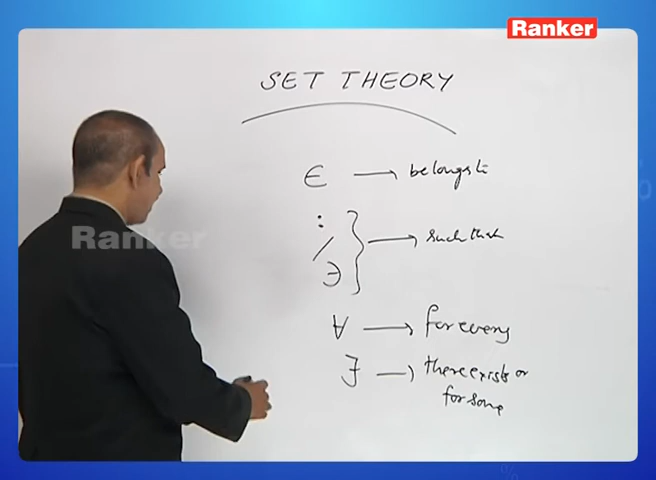 Ranker
SET THEORY
∈ → belongs to
:
/ → such that
∋
Ranker
∀ → for every
∃ → there exists or
for some